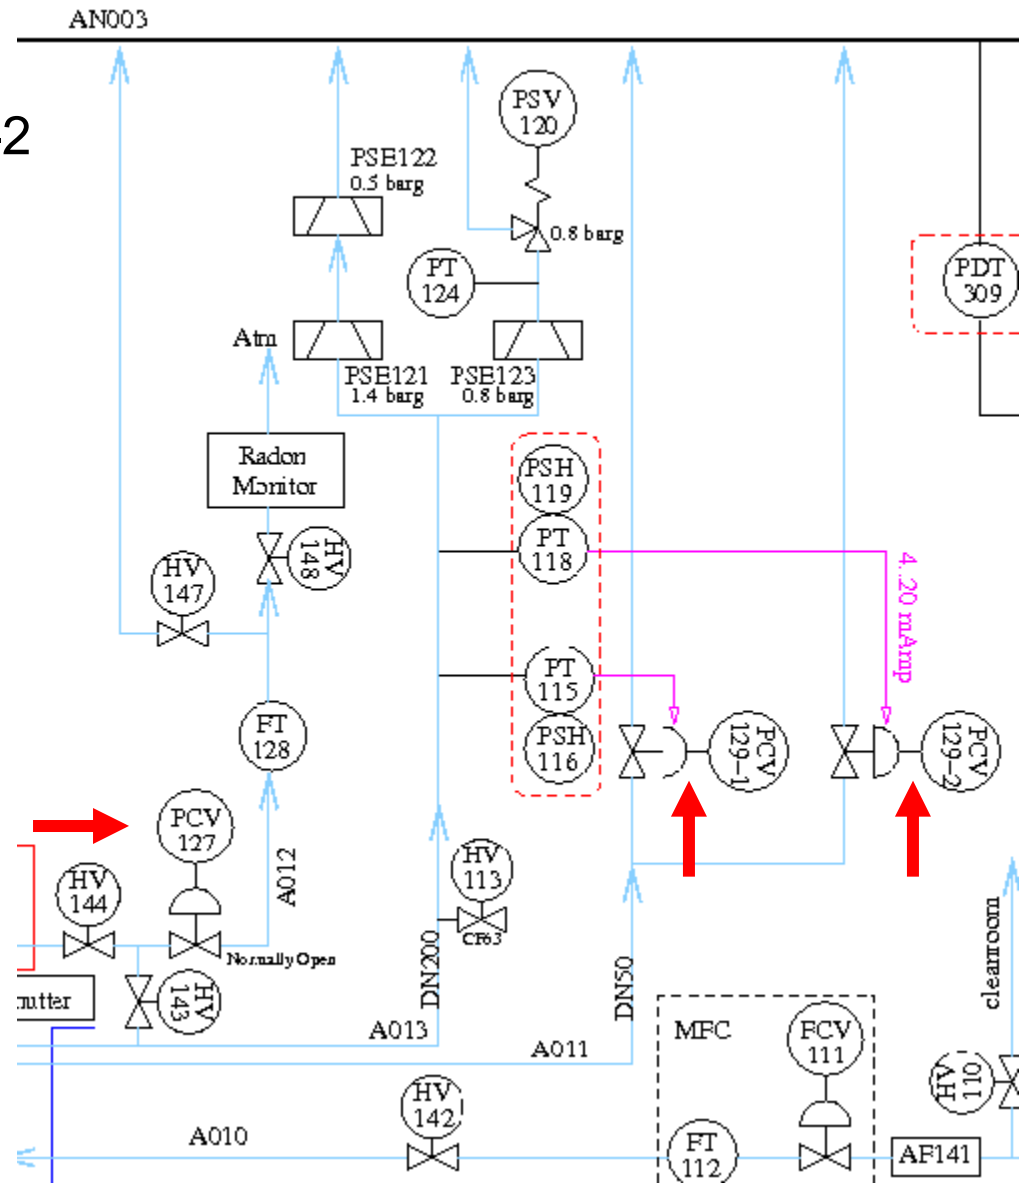 AN003
-2
PSV
120
PSE122
0.5 barg
0.8 barg
PT
124
PDT
309
Atm
PSE121
1.4 barg
PSE123
0.8 barg
Radon
Monitor
PSH
119
PT
118
HV
148
HV
147
4..20 mAmp
PT
115
FT
128
PSH
116
PCV
129-1
PCV
129-2
PCV
127
HV
144
A012
HV
113
CF63
Normally Open
DN200
DN50
cleanroom
HV
143
utter
A013
A011
MFC
FCV
111
HV
110
HV
142
A010
FT
112
AF141